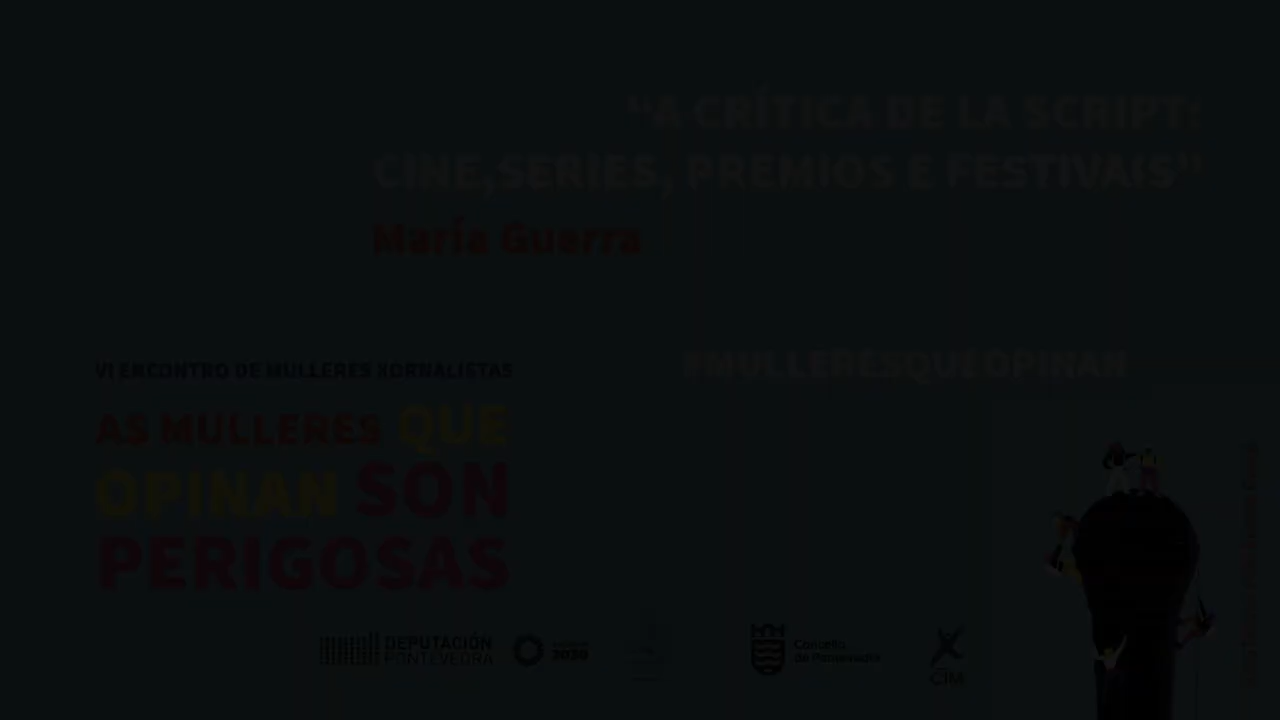 "A CRÍTICA DE LA SCRIPT:
CINE,SERIES, PREMIOS E FESTIVAIS"
María Guerra
#MULLERESQUEOPINAN
VI ENCONTRO DE MULLERES XORNALISTAS
AS MULLERES QUE
OPINAN SON
PERIGOSAS
DEPUTACIÓN
PONTEVEDRA
2030
Concello
de Pontevedra
CIM